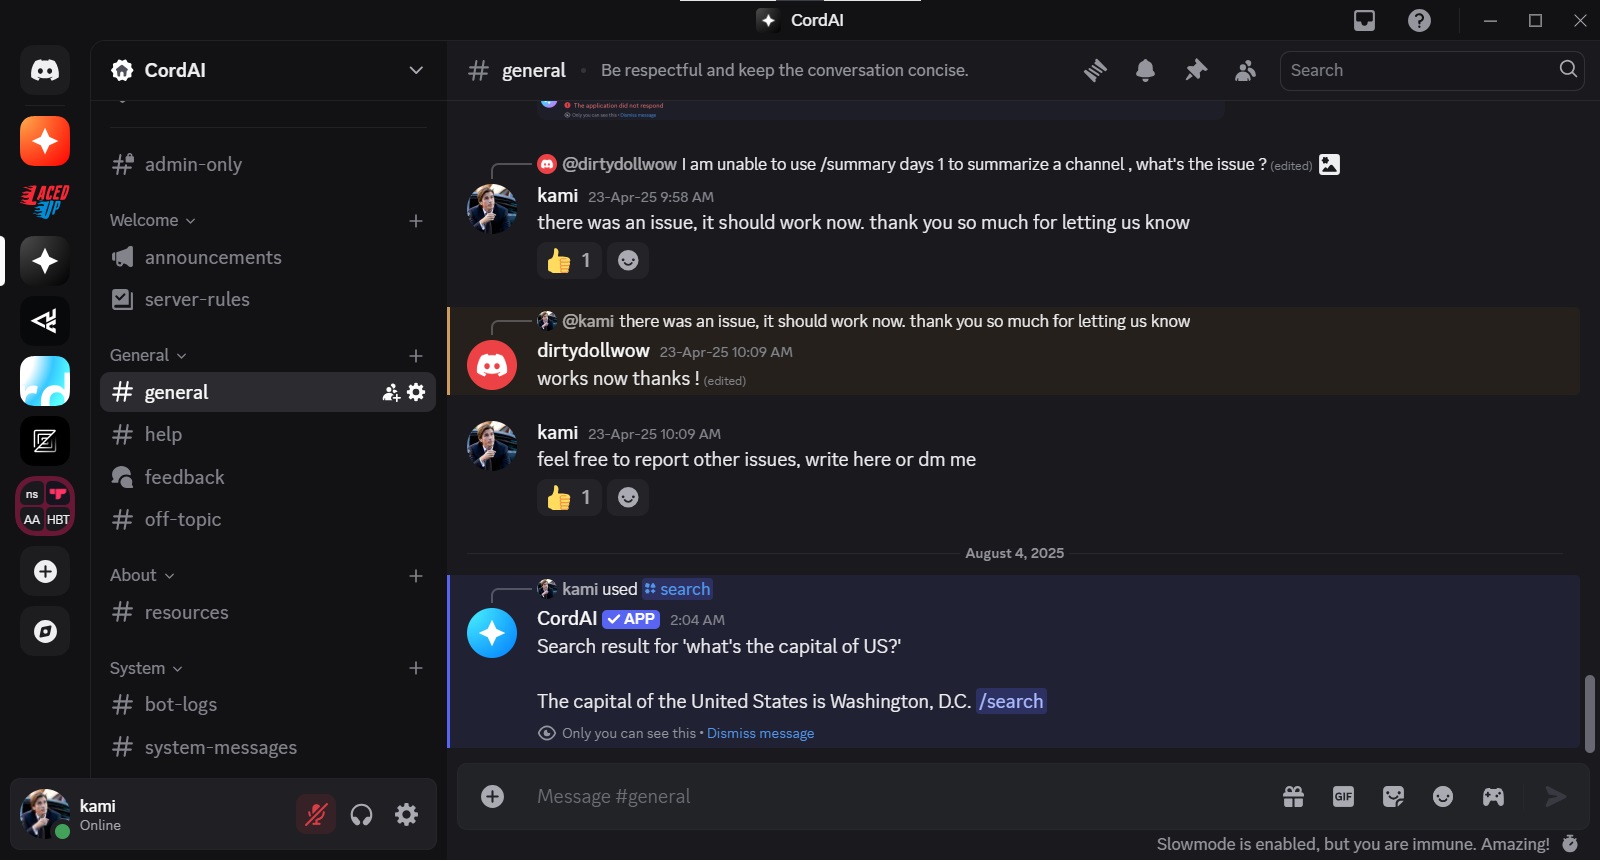 CordAI
CordAI
admin-only
Welcome
announcements
server-rules
General
general
help
feedback
off-topic
About
resources
System
bot-logs
system-messages
LACED
UP
ns
AA
HBT
kami
Online
general
Be respectful and keep the conversation concise.
Search
The application did not respond
Only you can see this • Dismiss message
@dirtydollwow I am unable to use /summary days 1 to summarize a channel , what's the issue ? (edited)
kami 23-Apr-25 9:58 AM
there was an issue, it should work now. thank you so much for letting us know
👍 1
@kami there was an issue, it should work now. thank you so much for letting us know
dirtydollwow 23-Apr-25 10:09 AM
works now thanks ! (edited)
kami 23-Apr-25 10:09 AM
feel free to report other issues, write here or dm me
👍 1
August 4, 2025
kami used search
CordAI APP 2:04 AM
Search result for 'what's the capital of US?'
The capital of the United States is Washington, D.C. /search
Only you can see this • Dismiss message
Message #general
GIF
Slowmode is enabled, but you are immune. Amazing!